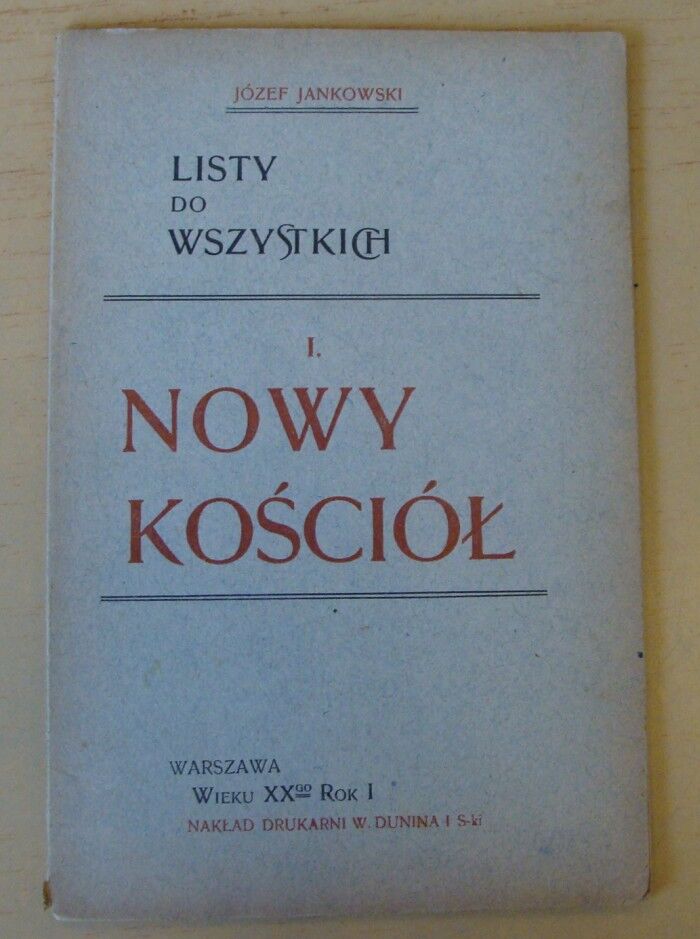 JÓZEF JANKOWSKI
LISTY
DO
WSZYSTKICH
I.
NOWY
KOŚCIÓŁ
WARSZAWA
WIEKU XXGO ROK I
NAKŁAD DRUKARNI W. DUNINA I S-ki